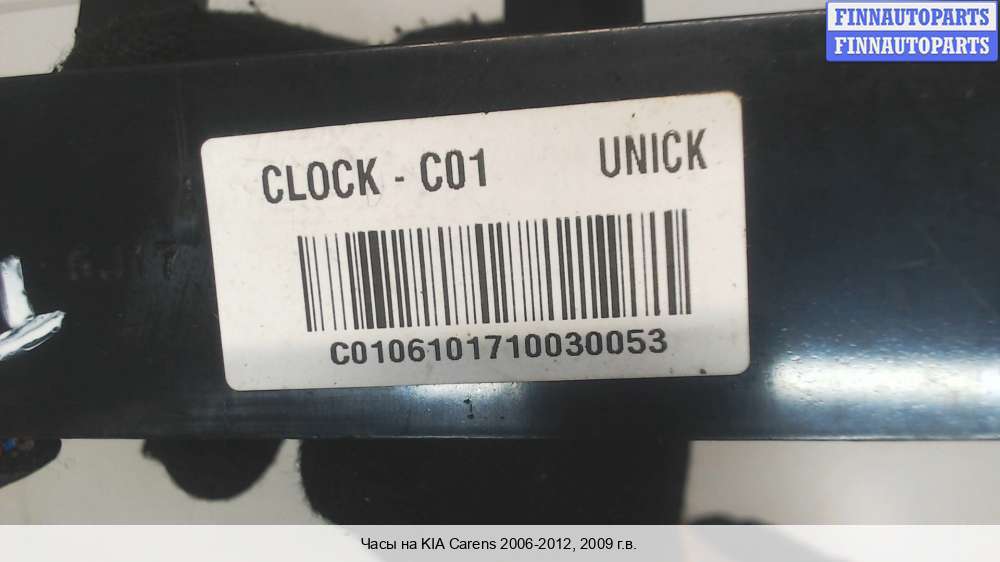 FINNAUTOPARTS
FINNAUTOPARTS
CLOCK - C01 UNICK
C0106101710030053
Часы на KIA Carens 2006-2012, 2009 г.в.